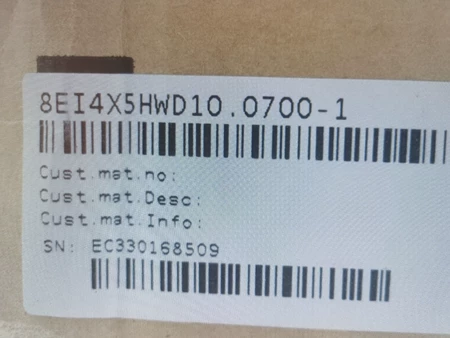 8EI4X5HWD10.0700-1
Cust.mat.no:
Cust.mat.Desc:
Cust.mat.Info:
SN: EC330168509